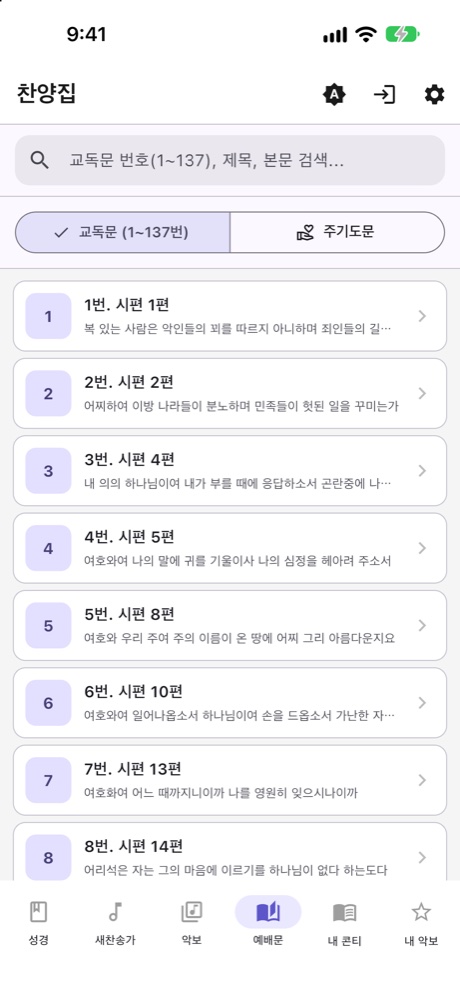 9:41
찬양집
A
교독문 번호(1~137), 제목, 본문 검색...
교독문 (1~137번)
주기도문
1
1번. 시편 1편
복 있는 사람은 악인들의 꾀를 따르지 아니하며 죄인들의 길...
2
2번. 시편 2편
어찌하여 이방 나라들이 분노하며 민족들이 헛된 일을 꾸미는가
3
3번. 시편 4편
내 의의 하나님이여 내가 부를 때에 응답하소서 곤란중에 나...
4
4번. 시편 5편
여호와여 나의 말에 귀를 기울이사 나의 심정을 헤아려 주소서
5
5번. 시편 8편
여호와 우리 주여 주의 이름이 온 땅에 어찌 그리 아름다운지요
6
6번. 시편 10편
여호와여 일어나옵소서 하나님이여 손을 드옵소서 가난한 자...
7
7번. 시편 13편
여호화여 어느 때까지니이까 나를 영원히 잊으시나이까
8
8번. 시편 14편
어리석은 자는 그의 마음에 이르기를 하나님이 없다 하는도다
성경
새찬송가
악보
예배문
내 콘티
내 악보